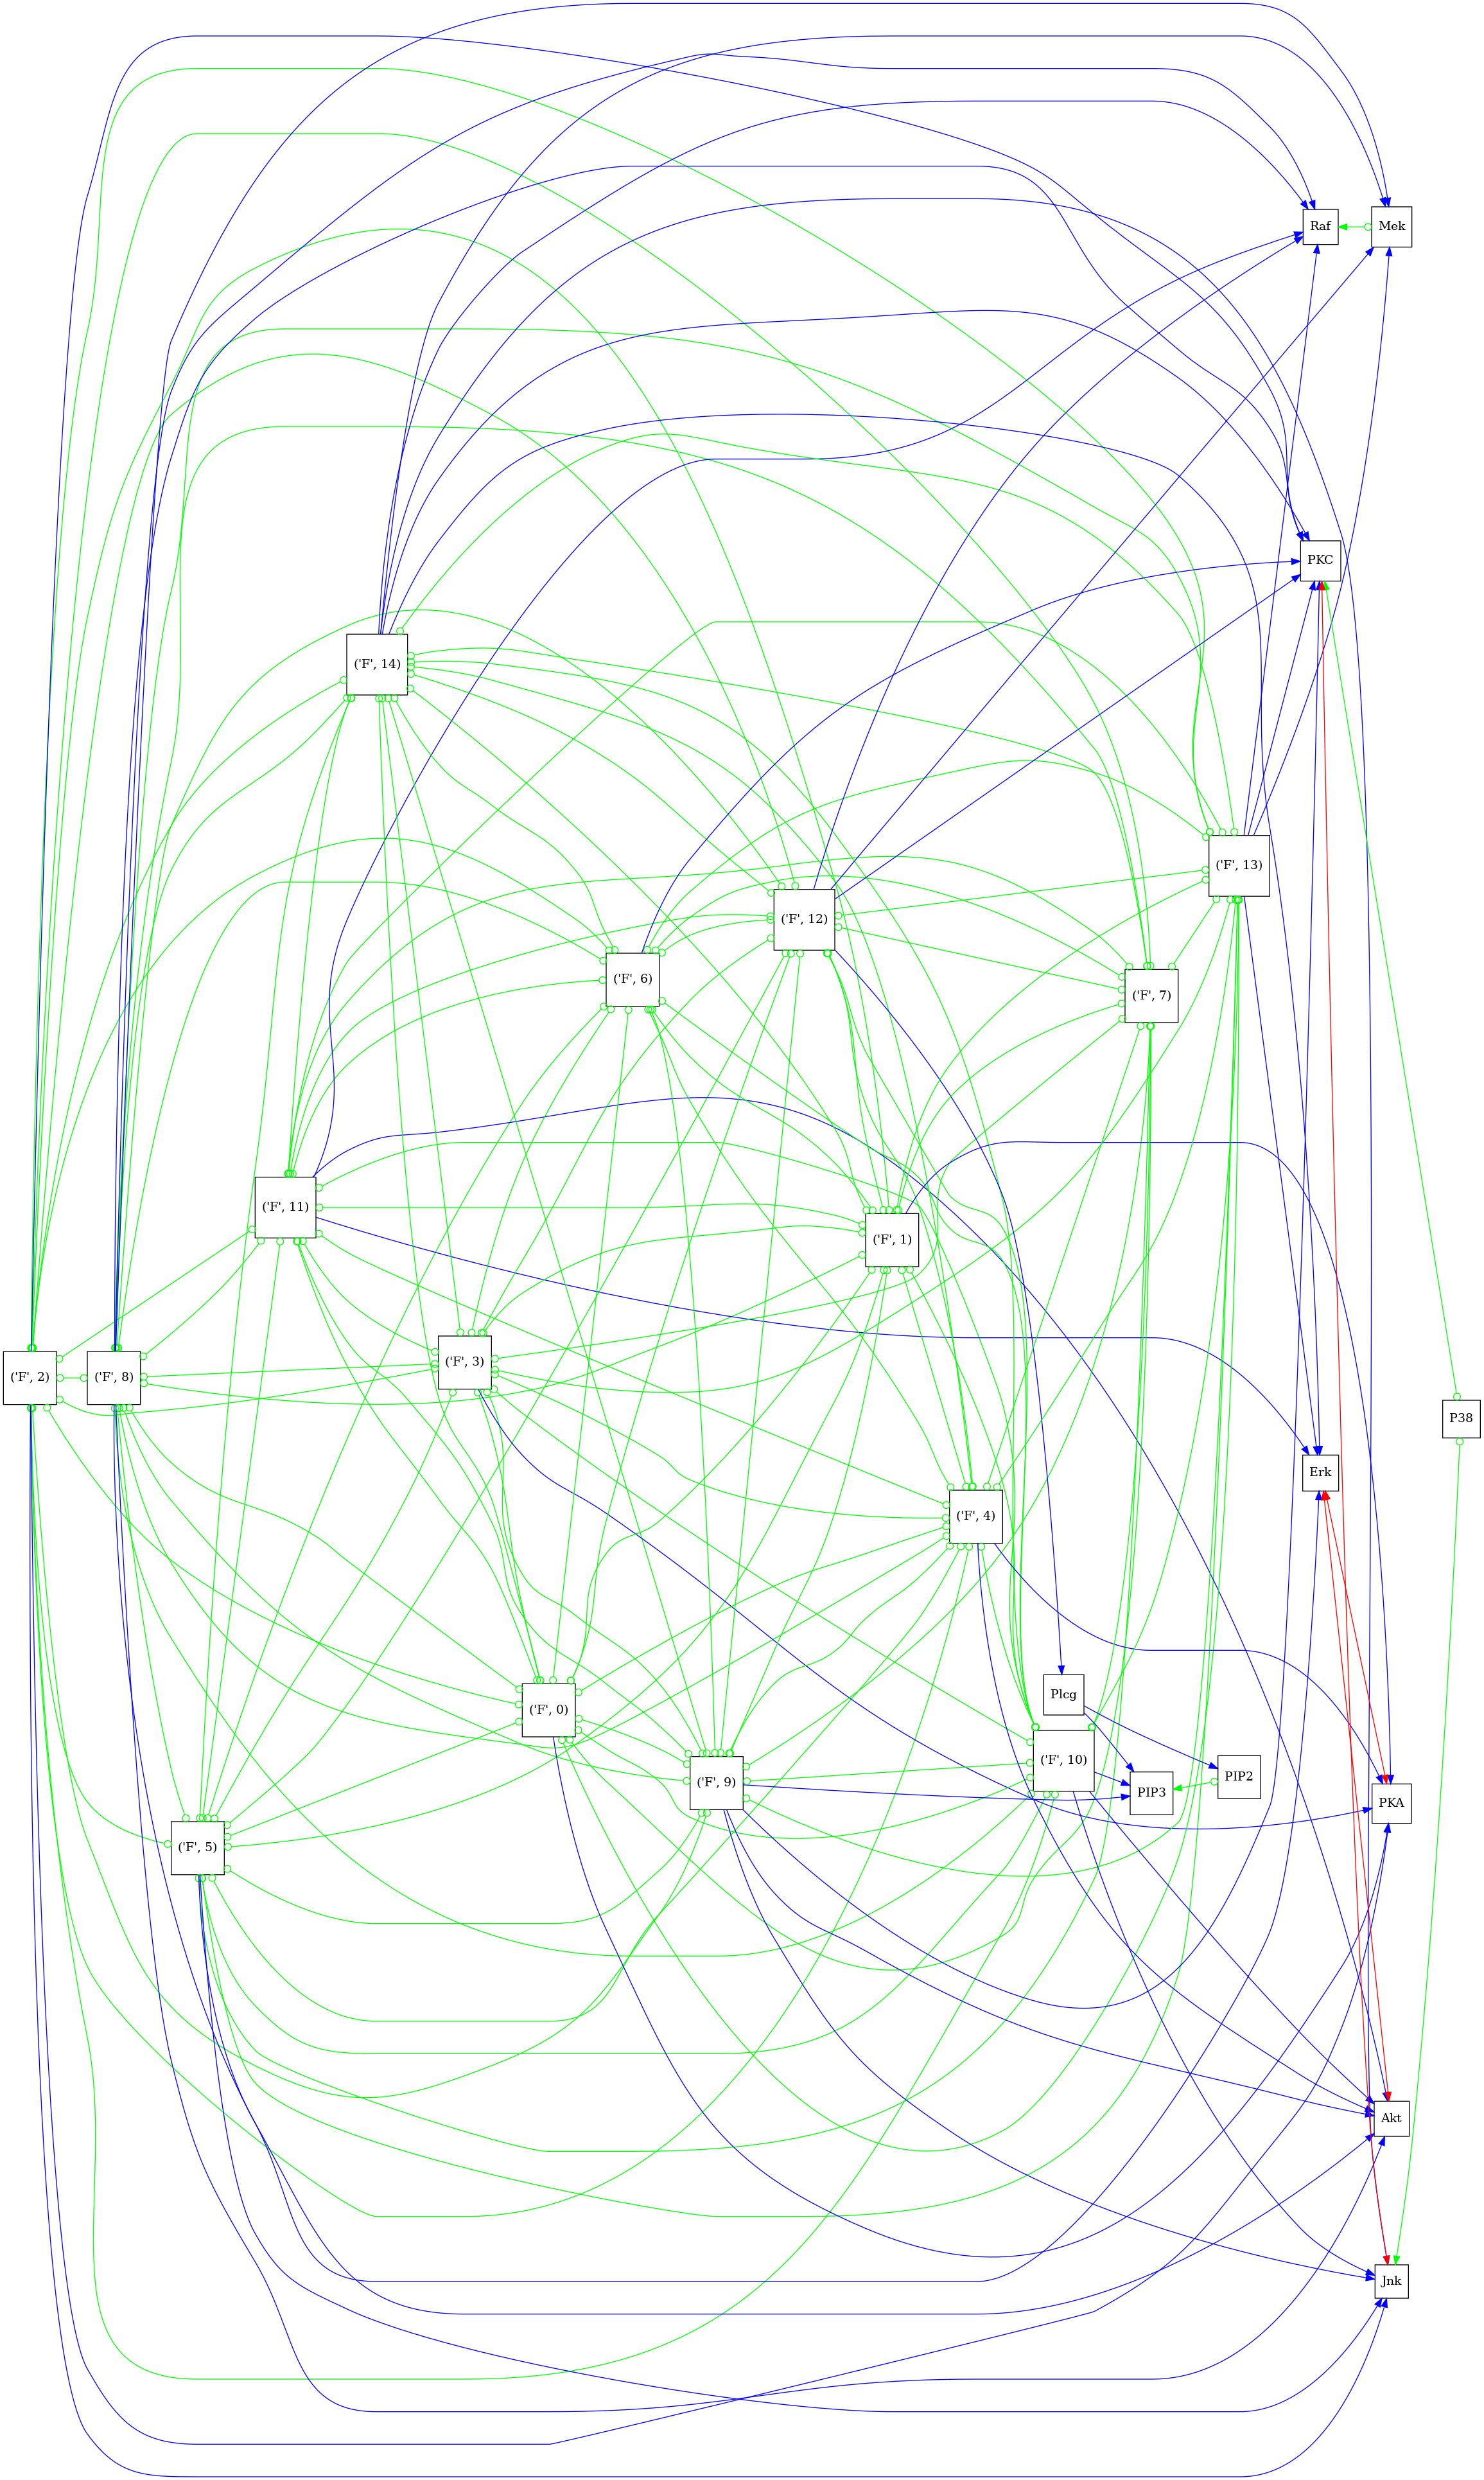 Raf
Mek
PKC
('F', 14)
('F', 13)
('F', 12)
('F', 6)
('F', 7)
('F', 11)
('F', 1)
('F', 3)
('F', 2)
('F', 8)
P38
Erk
('F', 4)
Plcg
('F', 0)
('F', 10)
PIP2
('F', 9)
PIP3
PKA
('F', 5)
Akt
Jnk